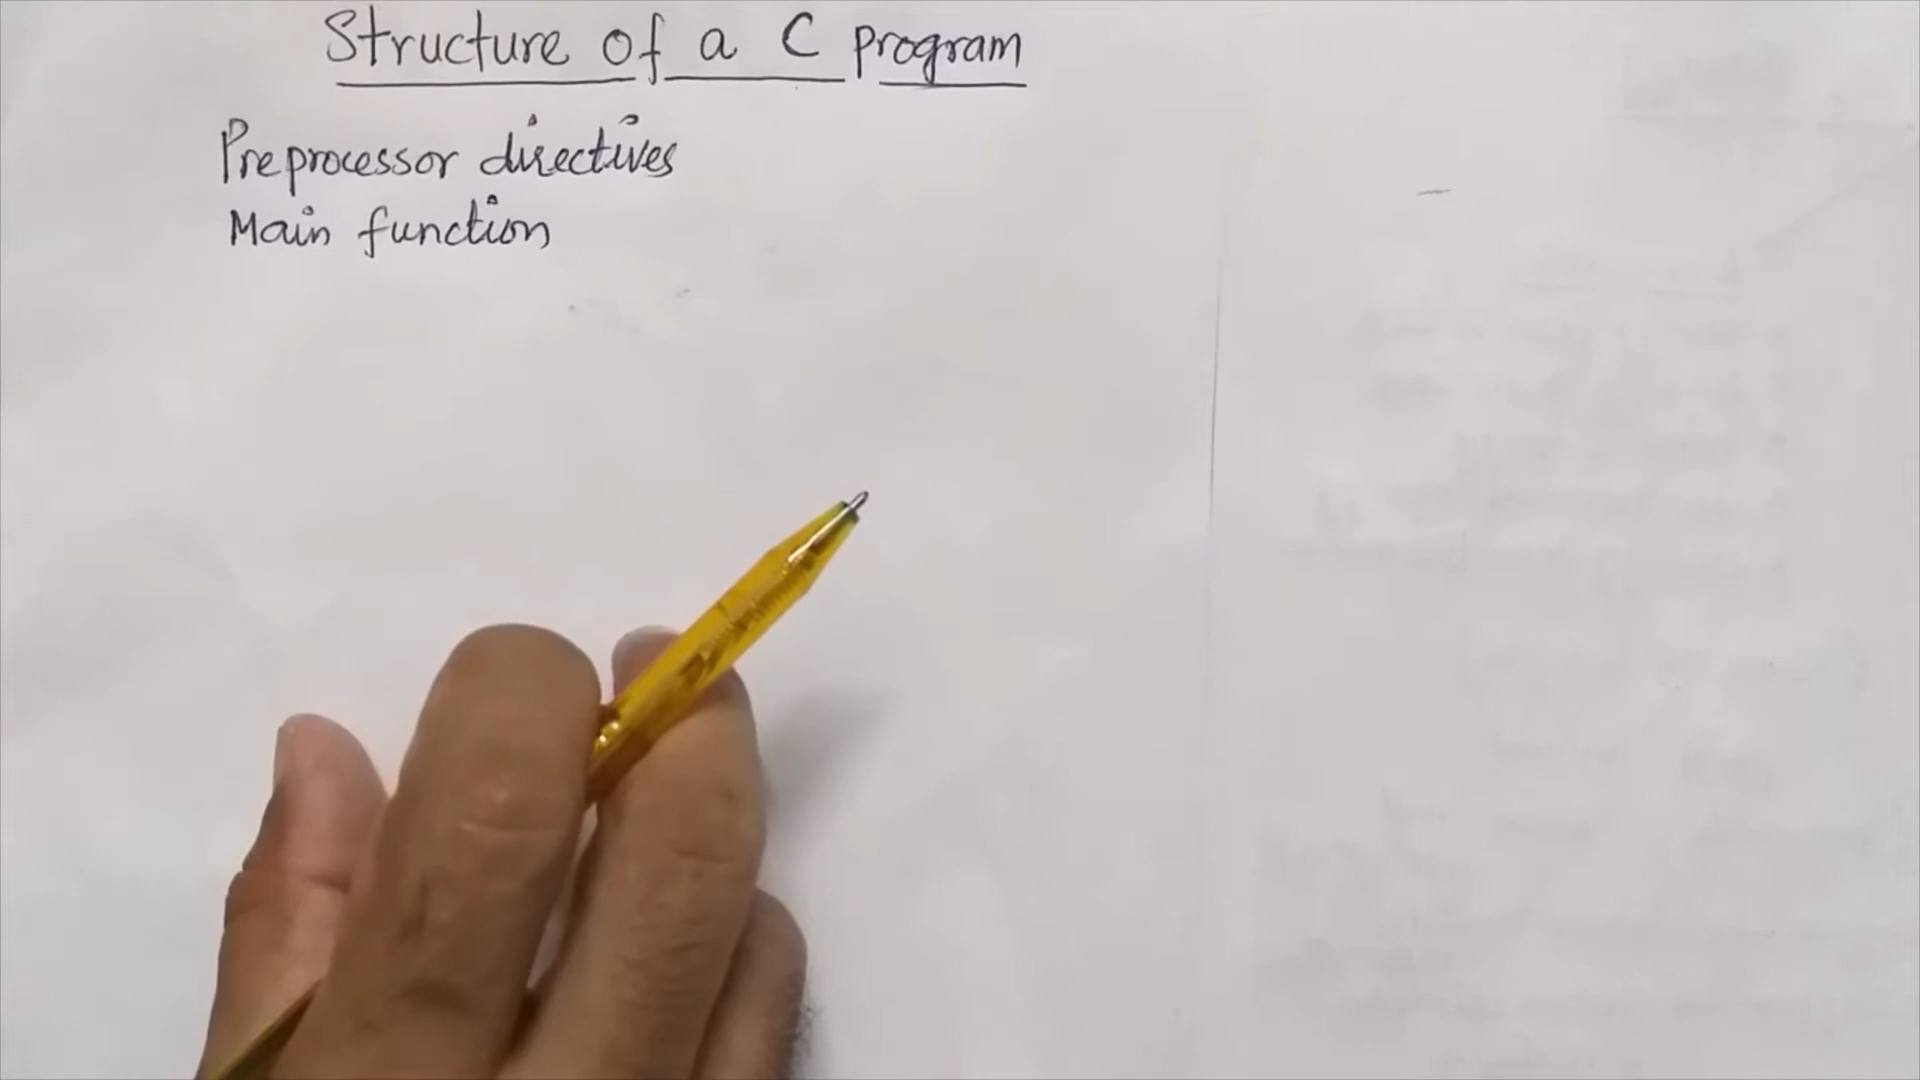 Structure of a C program
Preprocessor directives
Main function